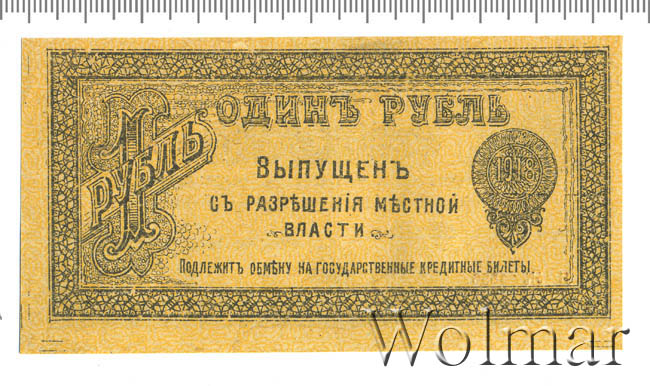 ОДИНЪ РУБЛЬ
1
РУБЛЬ
1918
ВЫПУЩЕНЪ
СЪ РАЗРѢШЕНІЯ МѢСТНОЙ
ВЛАСТИ
ПОДЛЕЖИТЪ ОБМѢНУ НА ГОСУДАРСТВЕННЫЕ КРЕДИТНЫЕ БИЛЕТЫ.
Wolmar